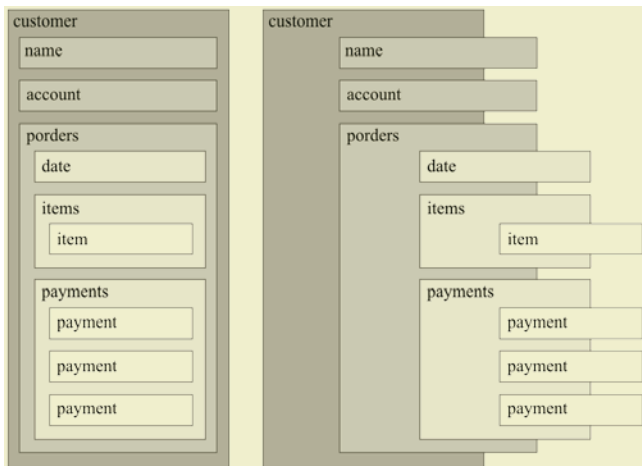 customer
name
account
porders
date
items
item
payments
payment
payment
payment
customer
name
account
porders
date
items
item
payments
payment
payment
payment